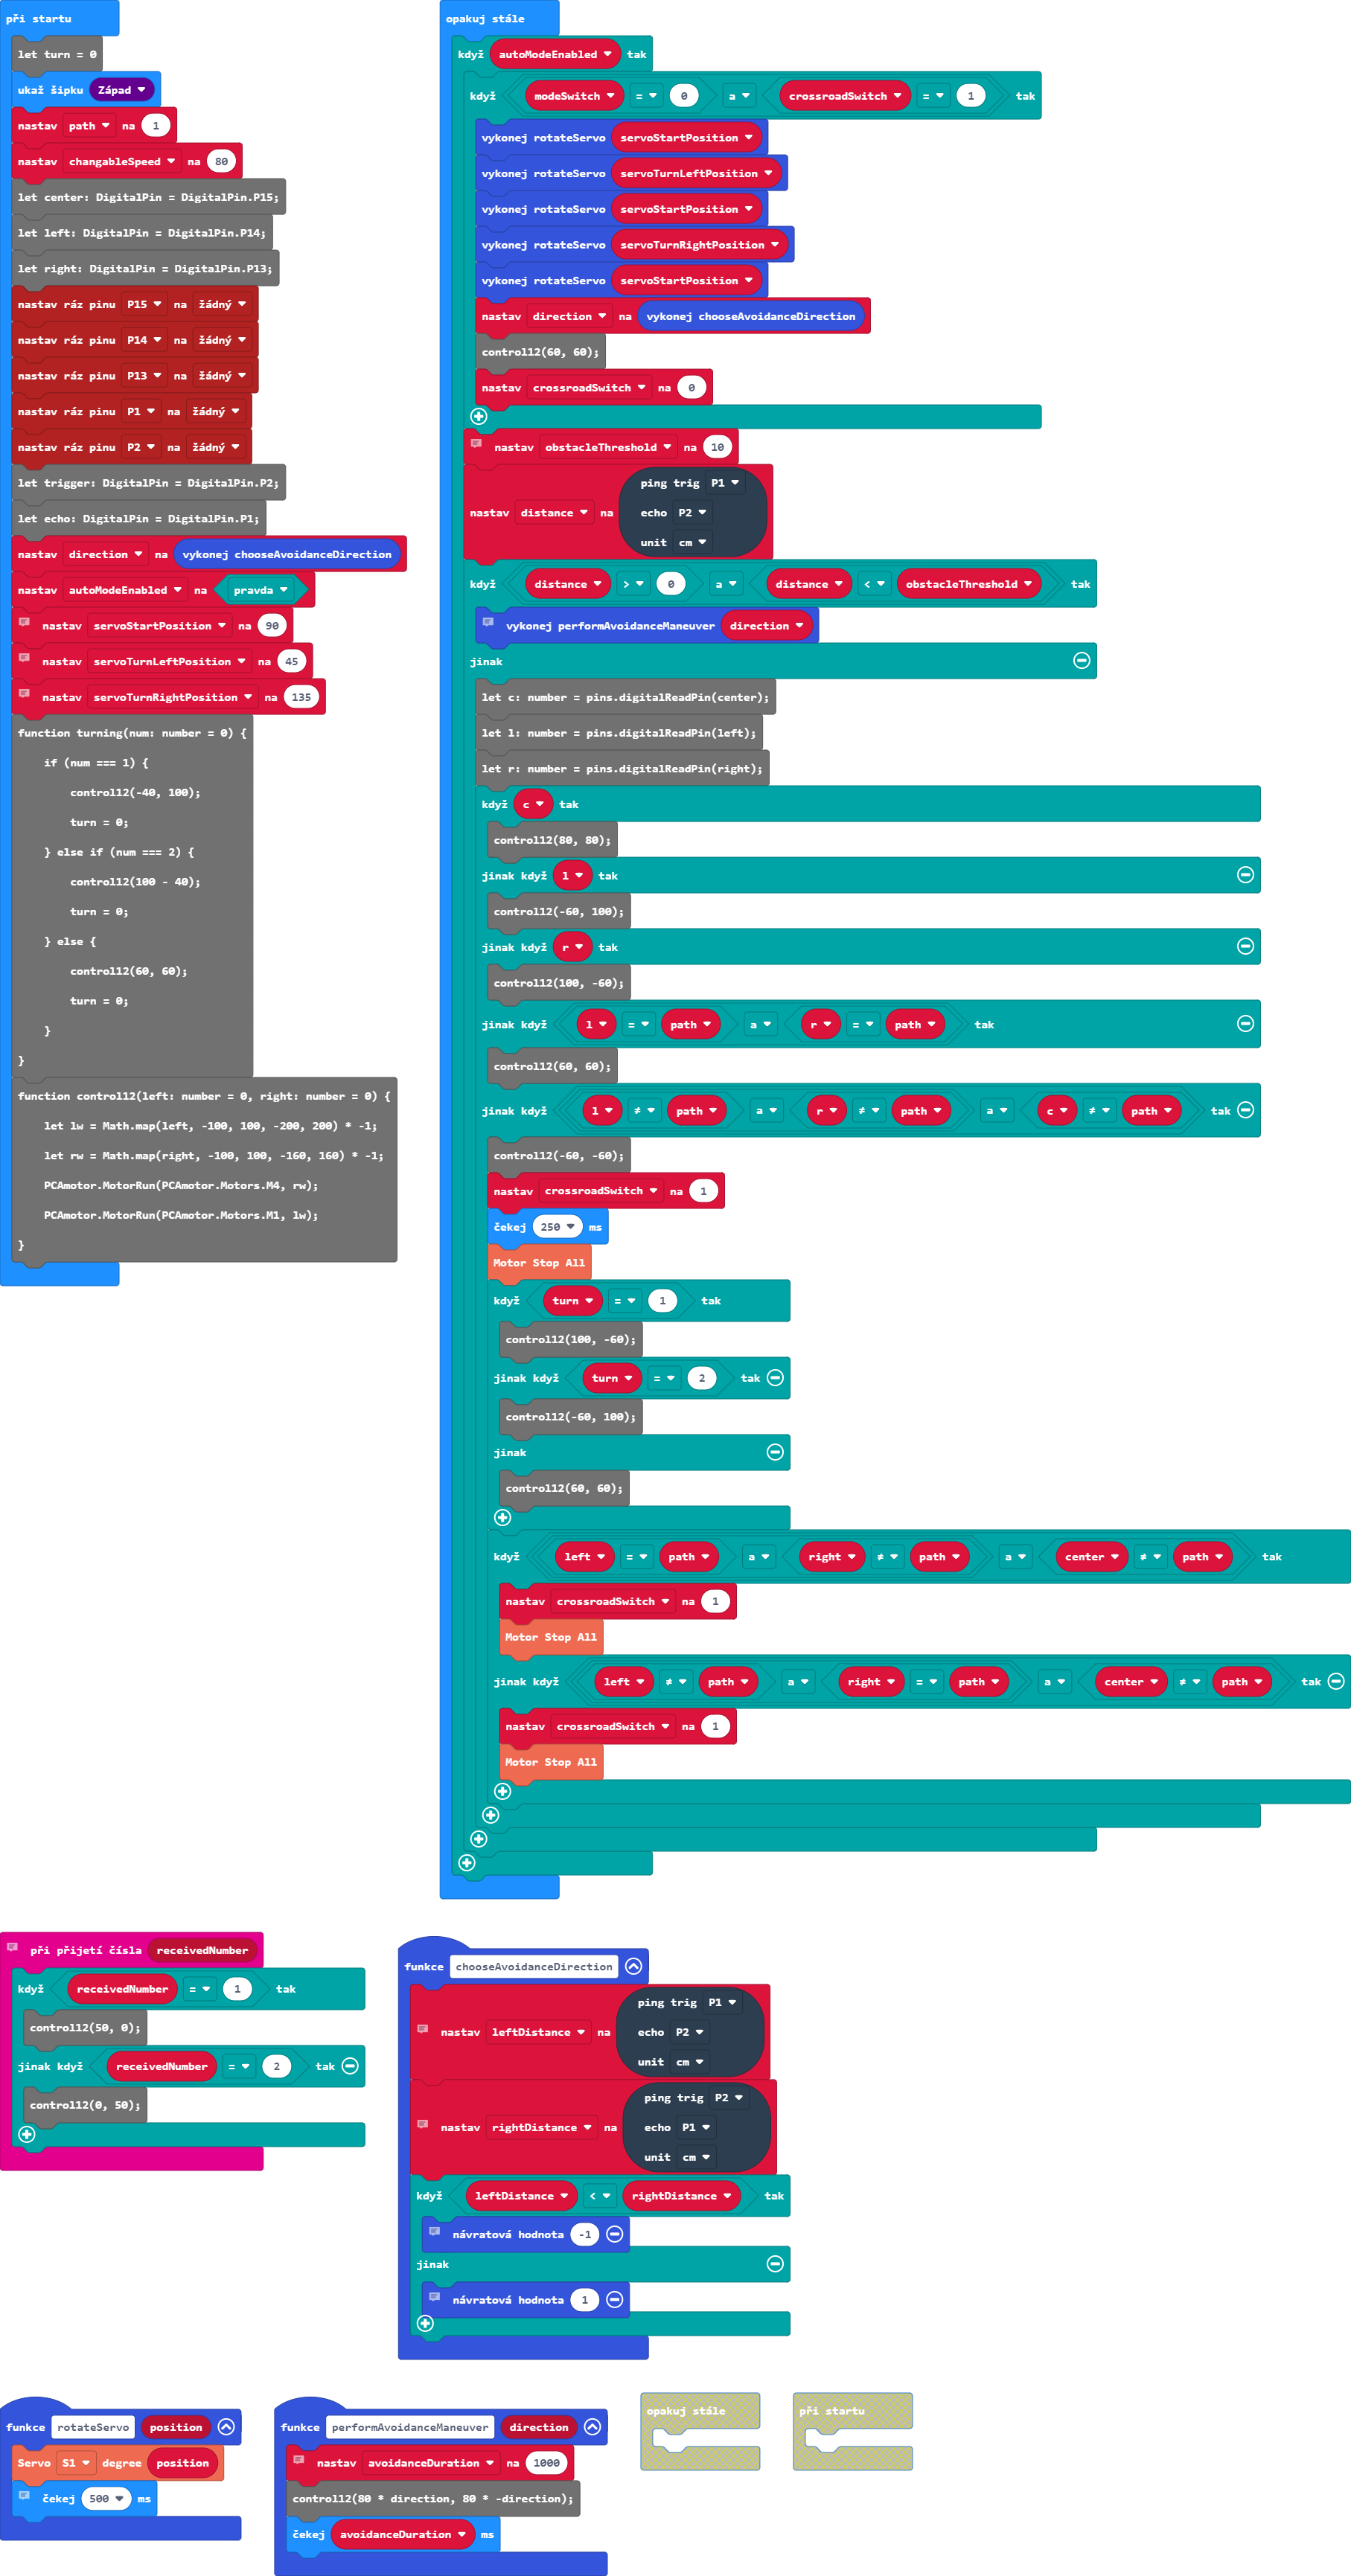 při startu
let turn = 0
ukaž šipku Západ
nastav path na 1
nastav changableSpeed na 80
let center: DigitalPin = DigitalPin.P15;
let left: DigitalPin = DigitalPin.P14;
let right: DigitalPin = DigitalPin.P13;
nastav ráz pinu P15 na žádný
nastav ráz pinu P14 na žádný
nastav ráz pinu P13 na žádný
nastav ráz pinu P1 na žádný
nastav ráz pinu P2 na žádný
let trigger: DigitalPin = DigitalPin.P2;
let echo: DigitalPin = DigitalPin.P1;
nastav direction na vykonej chooseAvoidanceDirection
nastav autoModeEnabled na pravda
nastav servoStartPosition na 90
nastav servoTurnLeftPosition na 45
nastav servoTurnRightPosition na 135
function turning(num: number = 0) {
if (num === 1) {
control12(-40, 100);
turn = 0;
} else if (num === 2) {
control12(100 - 40);
turn = 0;
} else {
control12(60, 60);
turn = 0;
}
}
function control12(left: number = 0, right: number = 0) {
let lw = Math.map(left, -100, 100, -200, 200) * -1;
let rw = Math.map(right, -100, 100, -160, 160) * -1;
PCAmotor.MotorRun(PCAmotor.Motors.M4, rw);
PCAmotor.MotorRun(PCAmotor.Motors.M1, lw);
}
opakuj stále
když autoModeEnabled tak
když modeSwitch = 0 a crossroadSwitch = 1 tak
vykonej rotateServo servoStartPosition
vykonej rotateServo servoTurnLeftPosition
vykonej rotateServo servoStartPosition
vykonej rotateServo servoTurnRightPosition
vykonej rotateServo servoStartPosition
nastav direction na vykonej chooseAvoidanceDirection
control12(60, 60);
nastav crossroadSwitch na 0
nastav obstacleThreshold na 10
ping trig P1
nastav distance na echo P2
unit cm
když distance > 0 a distance < obstacleThreshold tak
vykonej performAvoidanceManeuver direction
jinak
let c: number = pins.digitalReadPin(center);
let l: number = pins.digitalReadPin(left);
let r: number = pins.digitalReadPin(right);
když c tak
control12(80, 80);
jinak když l tak
control12(-60, 100);
jinak když r tak
control12(100, -60);
jinak když l = path a r = path tak
control12(60, 60);
jinak když l ≠ path a r ≠ path a c ≠ path tak
control12(-60, -60);
nastav crossroadSwitch na 1
čekej 250 ms
Motor Stop All
když turn = 1 tak
control12(100, -60);
jinak když turn = 2 tak
control12(-60, 100);
jinak
control12(60, 60);
když left = path a right ≠ path a center ≠ path tak
nastav crossroadSwitch na 1
Motor Stop All
jinak když left ≠ path a right = path a center ≠ path tak
nastav crossroadSwitch na 1
Motor Stop All
při přijetí čísla receivedNumber
když receivedNumber = 1 tak
control12(50, 0);
jinak když receivedNumber = 2 tak
control12(0, 50);
funkce chooseAvoidanceDirection
ping trig P1
nastav leftDistance na echo P2
unit cm
ping trig P2
nastav rightDistance na echo P1
unit cm
když leftDistance < rightDistance tak
návratová hodnota -1
jinak
návratová hodnota 1
funkce rotateServo position
Servo S1 degree position
čekej 500 ms
funkce performAvoidanceManeuver direction
nastav avoidanceDuration na 1000
control12(80 * direction, 80 * -direction);
čekej avoidanceDuration ms
opakuj stále
při startu